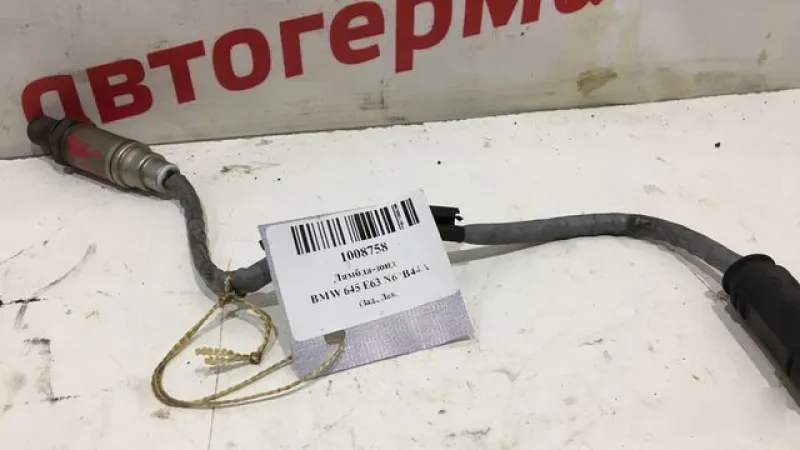 автогерма
1008758
Лямбда-зонд
BMW 645 E63 N62B44A
(Зад., Лев.